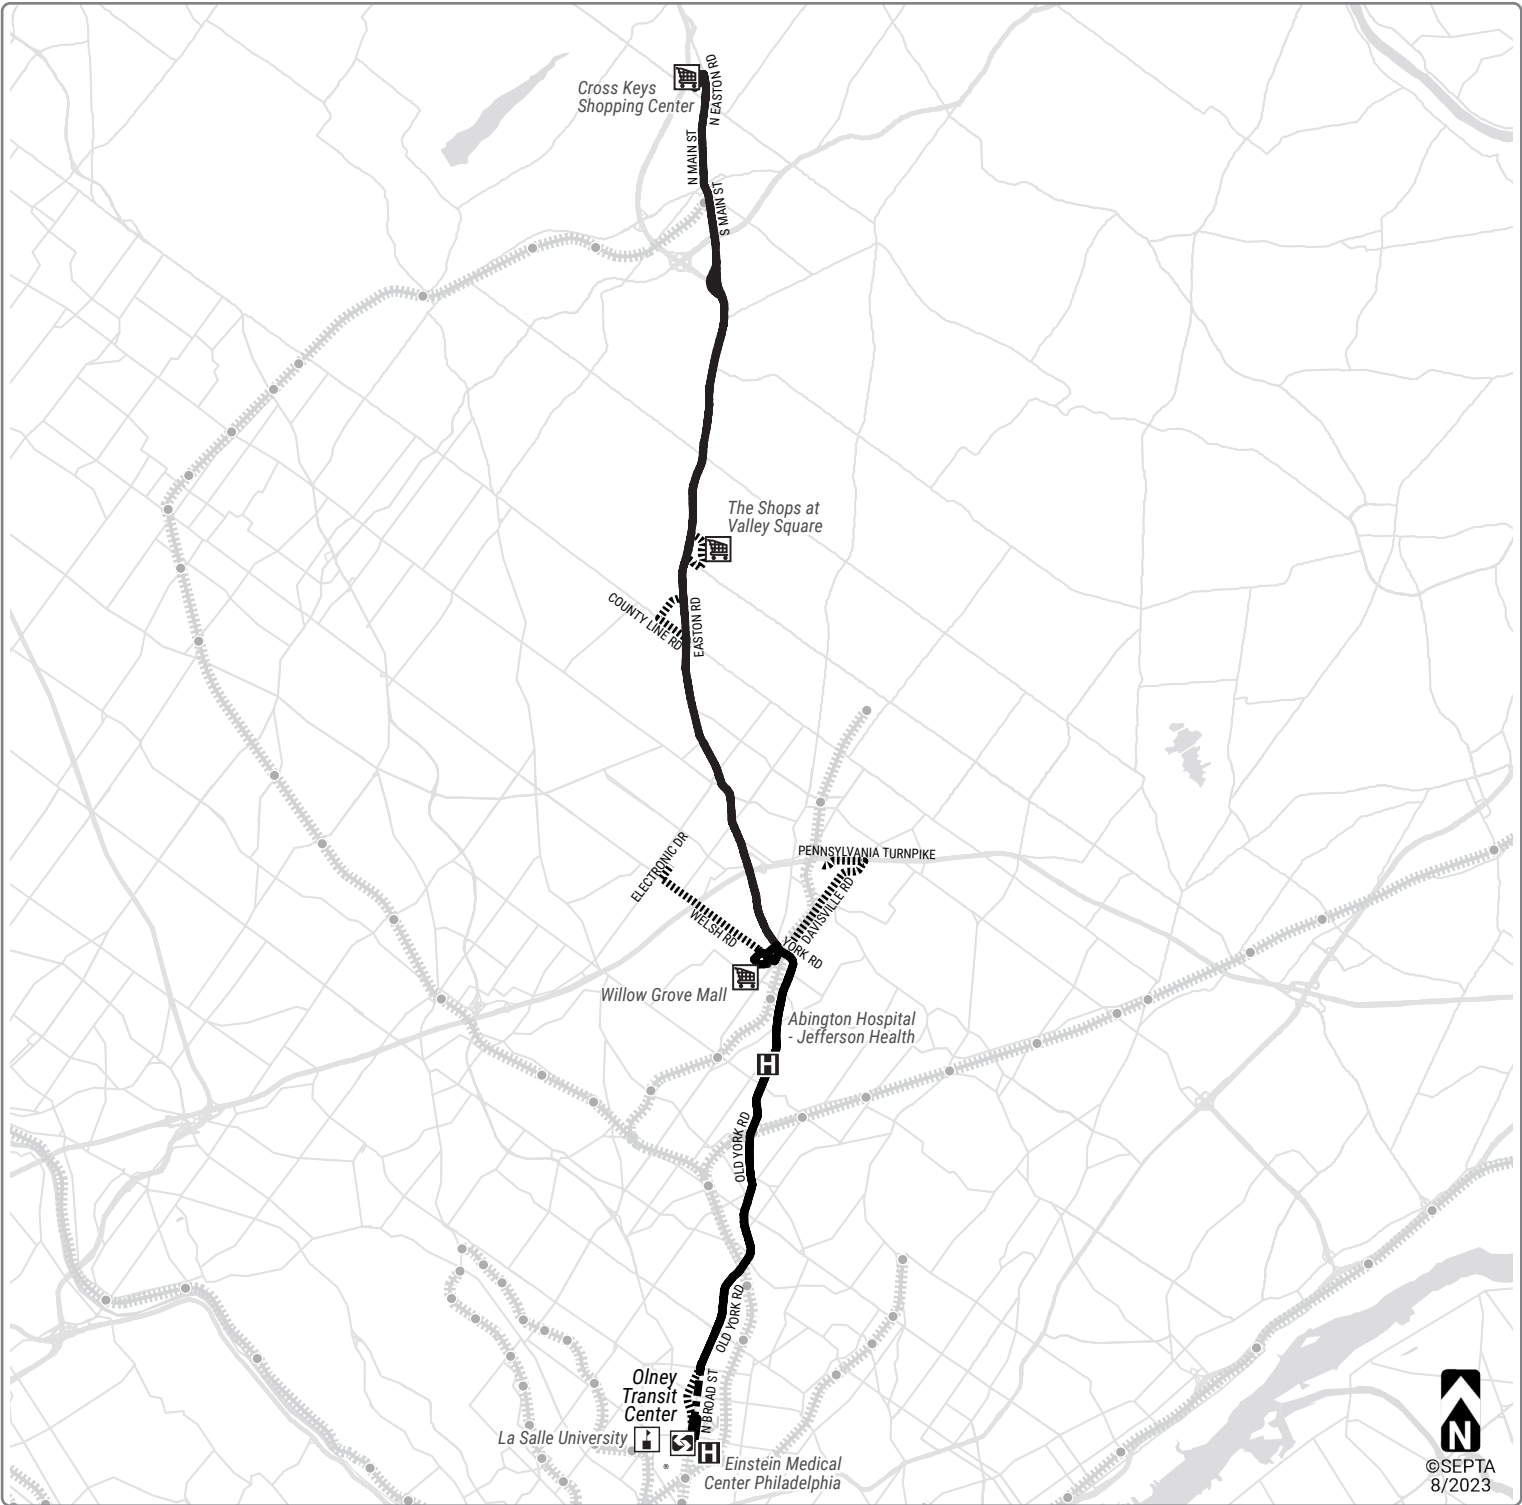 Cross Keys
Shopping Center
N EASTON RD
N MAIN ST
S MAIN ST
The Shops at
Valley Square
COUNTY LINE RD
EASTON RD
ELECTRONIC DR
PENNSYLVANIA TURNPIKE
WELSH RD
DAVISVILLE RD
YORK RD
Willow Grove Mall
Abington Hospital
- Jefferson Health
H
OLD YORK RD
OLD YORK RD
Olney
Transit
Center
N BROAD ST
La Salle University
S
H
Einstein Medical
Center Philadelphia
N
©SEPTA
8/2023